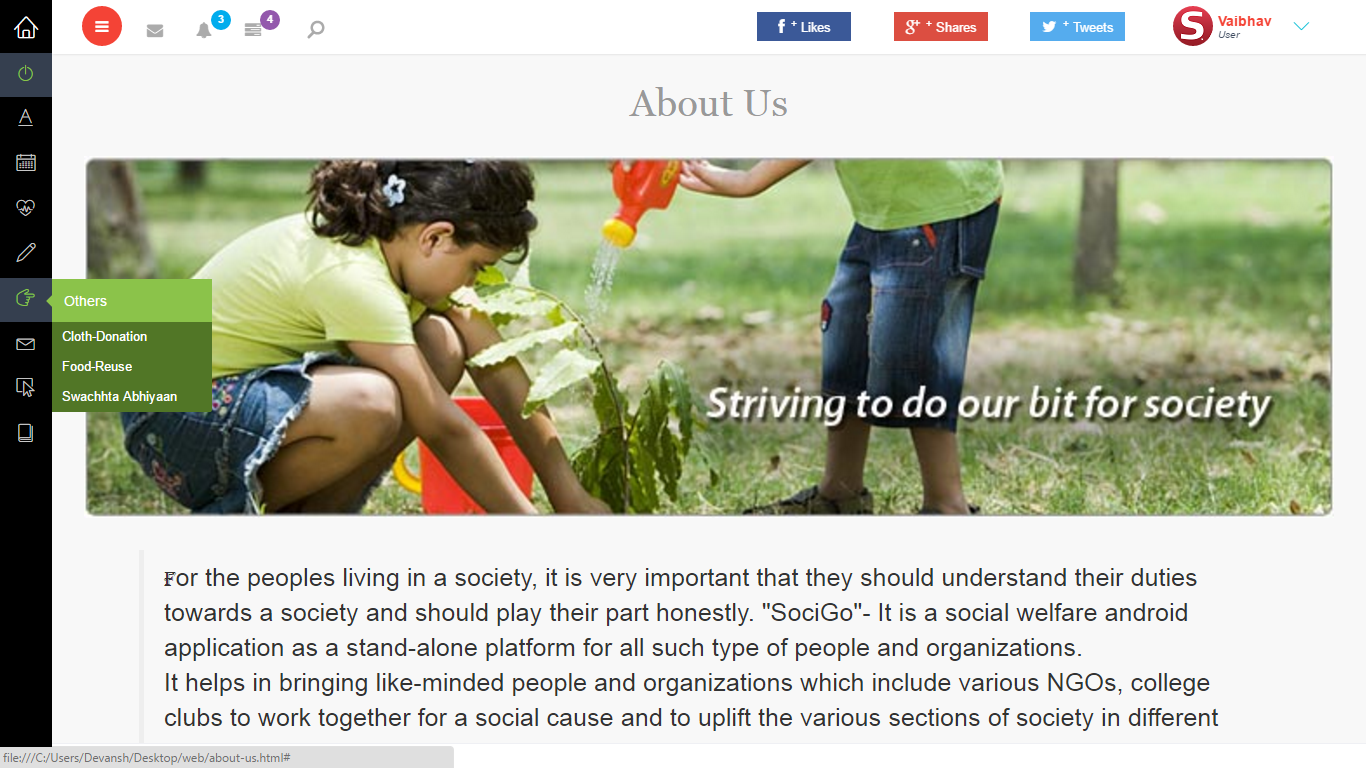 3
4
+ Likes
+ Shares
+ Tweets
S
Vaibhav
User
About Us
Striving to do our bit for society
Others
Cloth-Donation
Food-Reuse
Swachhta Abhiyaan
For the peoples living in a society, it is very important that they should understand their duties
towards a society and should play their part honestly. "SociGo"- It is a social welfare android
application as a stand-alone platform for all such type of people and organizations.
It helps in bringing like-minded people and organizations which include various NGOs, college
clubs to work together for a social cause and to uplift the various sections of society in different
file:///C:/Users/Devansh/Desktop/web/about-us.html#